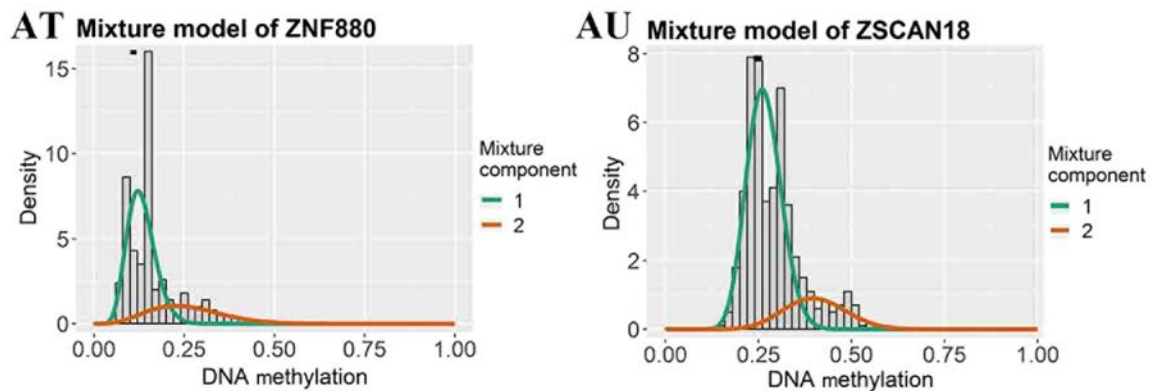 AT Mixture model of ZNF880
15
10
5
0
Density
0.00 0.25 0.50 0.75 1.00
DNA methylation
Mixture
component
1
2
AU Mixture model of ZSCAN18
8
6
4
2
0
Density
0.00 0.25 0.50 0.75 1.00
DNA methylation
Mixture
component
1
2